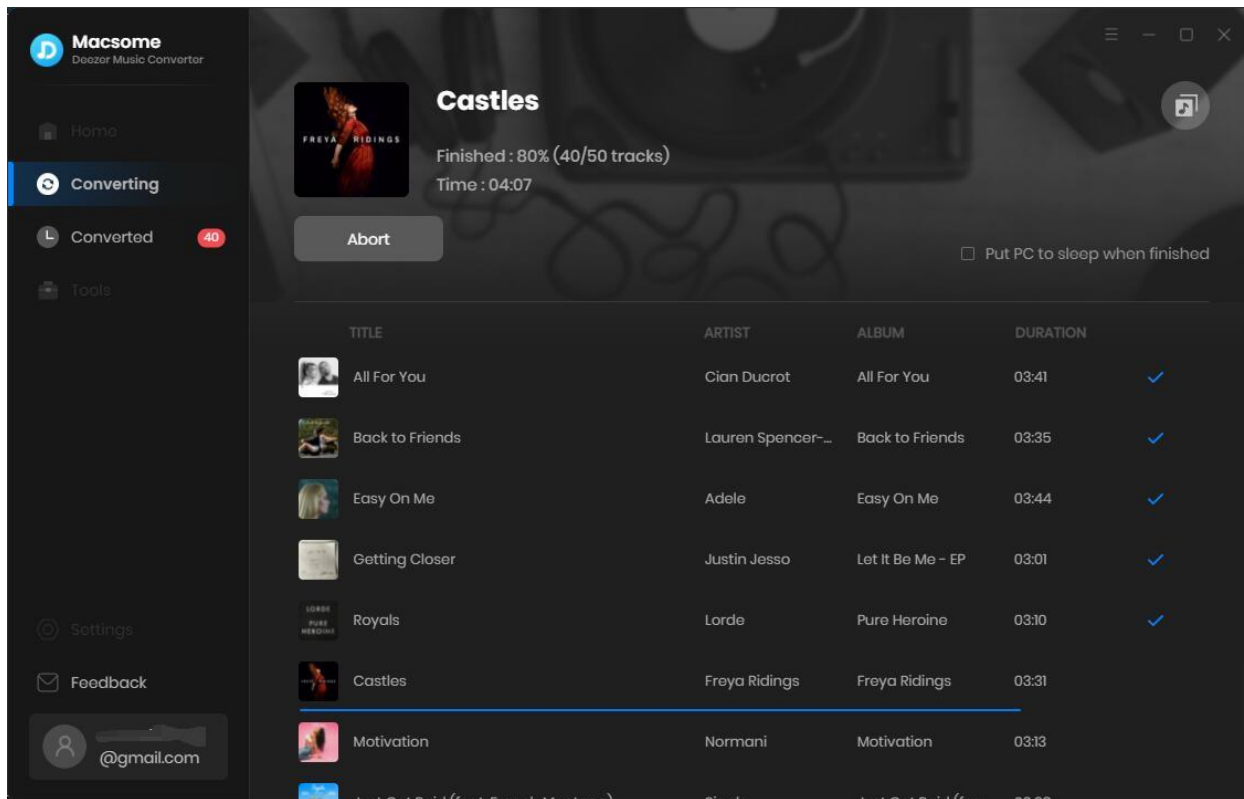 Macsome
Deezer Music Converter
Home
Converting
Converted 40
Tools
Settings
Feedback
@gmail.com
FREYA RIDINGS
Castles
Finished : 80% (40/50 tracks)
Time : 04:07
Abort
Put PC to sleep when finished
TITLE ARTIST ALBUM DURATION
All For You Cian Ducrot All For You 03:41
Back to Friends Lauren Spencer-... Back to Friends 03:35
Easy On Me Adele Easy On Me 03:44
Getting Closer Justin Jesso Let It Be Me - EP 03:01
LORDE
PURE
HEROINE
Royals Lorde Pure Heroine 03:10
Castles Freya Ridings Freya Ridings 03:31
Motivation Normani Motivation 03:13